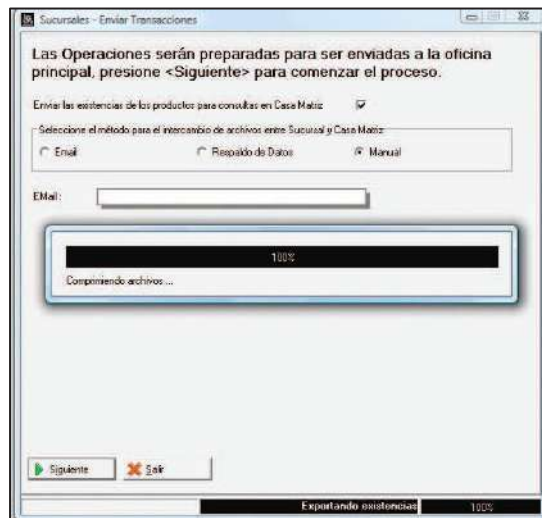 Sucursales - Enviar Transacciones
Las Operaciones serán preparadas para ser enviadas a la oficina
principal, presione <Siguiente> para comenzar el proceso.
Enviar las existencias de los productos para consultas en Casa Matriz
Seleccione el método para el intercambio de archivos entre Sucursal y Casa Matriz
Email
Respaldo de Datos
Manual
EMail:
100%
Comprimiendo archivos ...
Siguiente
Salir
Exportando existencias
100%